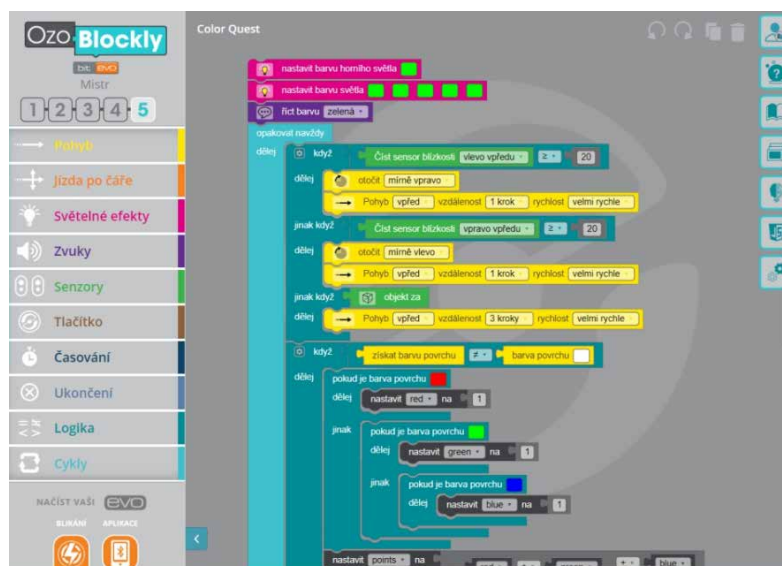 Ozo Blockly
bit evo
Mistr
1 2 3 4 5
Pohyb
Jízda po čáře
Světelné efekty
Zvuky
Senzory
Tlačítko
Časování
Ukončení
Logika
Cykly
NAČÍST VAŠI evo
BLIKÁNÍ APLIKACE
Color Quest
nastavit barvu horního světla
nastavit barvu světla
říct barvu zelená
opakovat navždy
dělej když Číst sensor blízkosti vlevo vpředu ≥ 20
dělej otočit mírně vpravo
Pohyb vpřed vzdálenost 1 krok rychlost velmi rychle
jinak když Číst sensor blízkosti vpravo vpředu ≥ 20
dělej otočit mírně vlevo
Pohyb vpřed vzdálenost 1 krok rychlost velmi rychle
jinak když objekt za
dělej Pohyb vpřed vzdálenost 3 kroky rychlost velmi rychle
když získat barvu povrchu ≠ barva povrchu
dělej pokud je barva povrchu
dělej nastavit red na 1
jinak pokud je barva povrchu
dělej nastavit green na 1
jinak pokud je barva povrchu
dělej nastavit blue na 1
nastavit points na red + green + blue